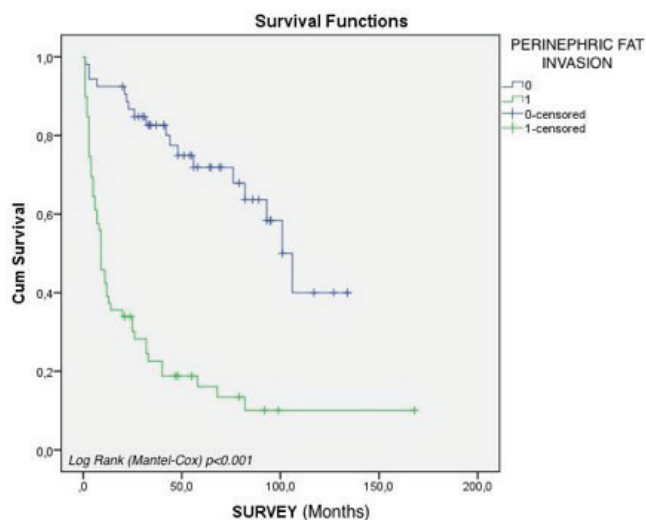 Survival Functions
PERINEPHRIC FAT
INVASION
0
1
0-censored
1-censored
Cum Survival
1,0
0,8
0,6
0,4
0,2
0,0
Log Rank (Mantel-Cox) p<0.001
,0
50,0
100,0
150,0
200,0
SURVEY (Months)